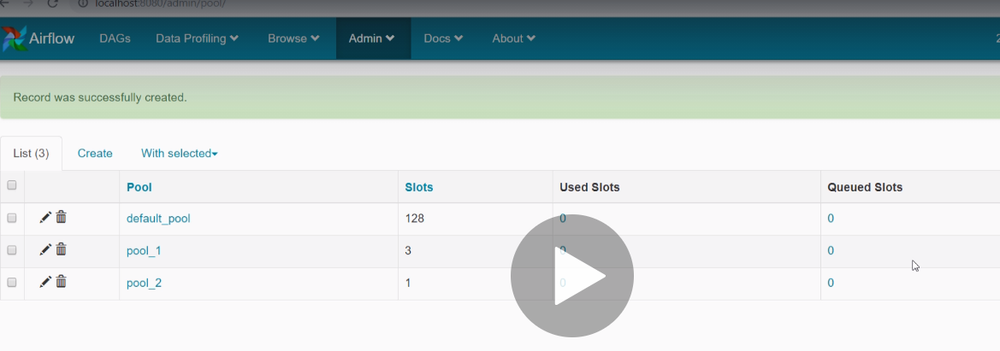 localhost:8080/admin/pool/
Airflow DAGs Data Profiling Browse Admin Docs About 2
Record was successfully created.
List (3) Create With selected
Pool Slots Used Slots Queued Slots
default_pool 128 0 0
pool_1 3 0 0
pool_2 1 0 0